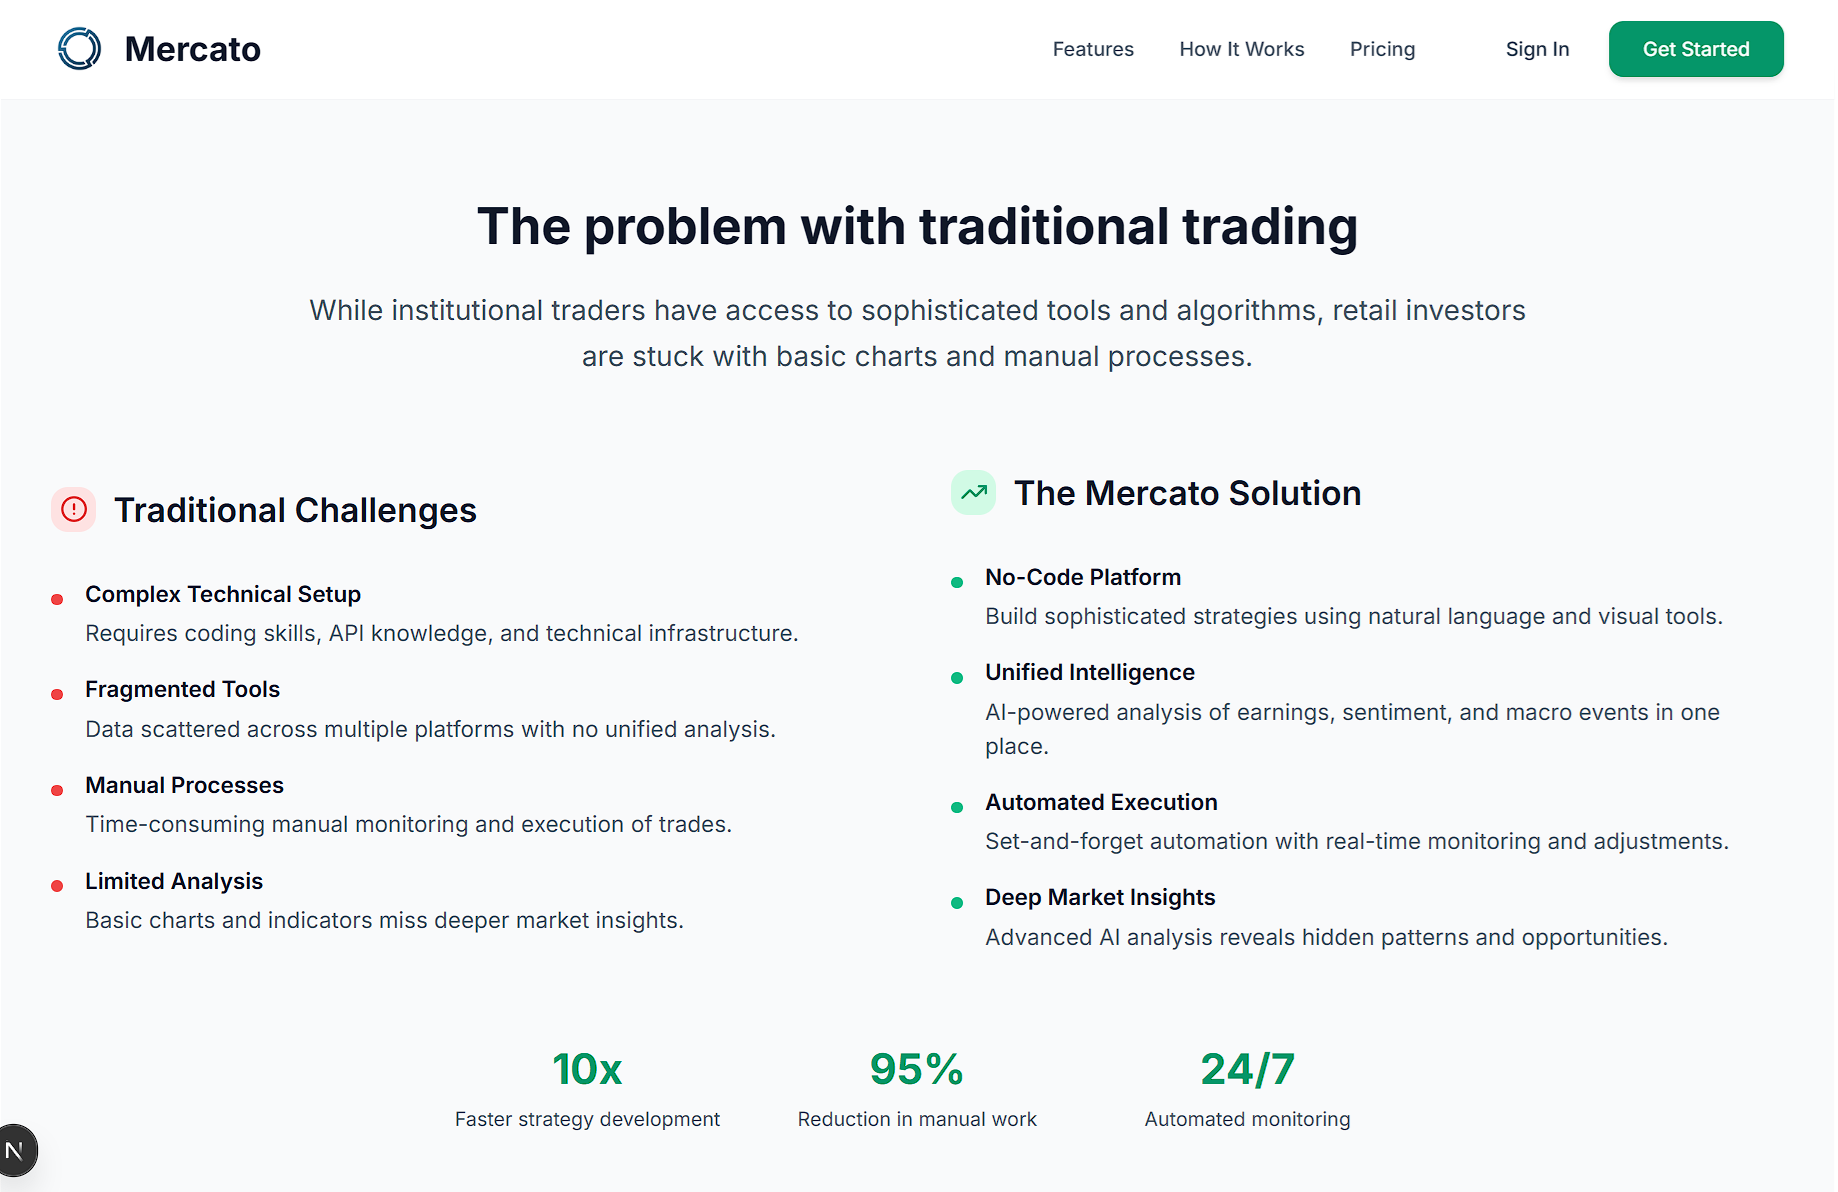 Mercato
Features How It Works Pricing Sign In Get Started
The problem with traditional trading
While institutional traders have access to sophisticated tools and algorithms, retail investors
are stuck with basic charts and manual processes.
Traditional Challenges
Complex Technical Setup
Requires coding skills, API knowledge, and technical infrastructure.
Fragmented Tools
Data scattered across multiple platforms with no unified analysis.
Manual Processes
Time-consuming manual monitoring and execution of trades.
Limited Analysis
Basic charts and indicators miss deeper market insights.
The Mercato Solution
No-Code Platform
Build sophisticated strategies using natural language and visual tools.
Unified Intelligence
AI-powered analysis of earnings, sentiment, and macro events in one
place.
Automated Execution
Set-and-forget automation with real-time monitoring and adjustments.
Deep Market Insights
Advanced AI analysis reveals hidden patterns and opportunities.
10x
Faster strategy development
95%
Reduction in manual work
24/7
Automated monitoring
N